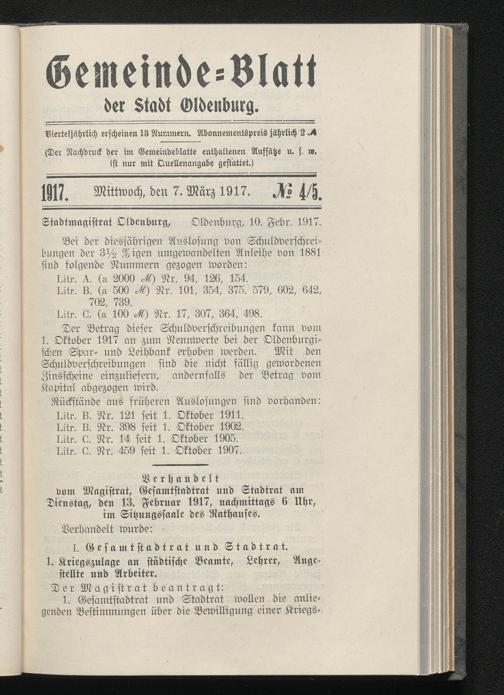 Gemeinde=Blatt
der Stadt Oldenburg.
Vierteljährlich erscheinen 13 Nummern. Abonnementspreis jährlich 2 ℳ
(Der Nachdruck der im Gemeindeblatte enthaltenen Aufsätze u. s. w.
ist nur mit Quellenangabe gestattet.)
1917. Mittwoch, den 7. März 1917. № 4/5.
Stadtmagistrat Oldenburg, Oldenburg, 10. Febr. 1917.
Bei der diesjährigen Auslosung von Schuldverschrei-
bungen der 3½ %igen umgewandelten Anleihe von 1881
sind folgende Nummern gezogen worden:
Litr. A. (a 2000 ℳ) Nr. 94, 126, 154.
Litr. B. (a 500 ℳ) Nr. 101, 354, 375. 579, 602, 642,
702, 739.
Litr. C. (a 100 ℳ) Nr. 17, 307, 364, 498.
Der Betrag dieser Schuldverschreibungen kann vom
1. Oktober 1917 an zum Nennwerte bei der Oldenburgi-
schen Spar- und Leihbank erhoben werden. Mit den
Schuldverschreibungen sind die nicht fällig gewordenen
Zinsscheine einzuliefern, andernfalls der Betrag vom
Kapital abgezogen wird.
Rückstände aus früheren Auslosungen sind vorhanden:
Litr. B. Nr. 121 seit 1. Oktober 1911.
Litr. B. Nr. 398 seit 1. Oktober 1902.
Litr. C. Nr. 14 seit 1. Oktober 1905.
Litr. C. Nr. 459 seit 1. Oktober 1907.
Verhandelt
vom Magistrat, Gesamtstadtrat und Stadtrat am
Dienstag, den 13. Februar 1917, nachmittags 6 Uhr,
im Sitzungssaale des Rathauses.
Verhandelt wurde:
I. Gesamtstadtrat und Stadtrat.
1. Kriegszulage an städtische Beamte, Lehrer, Ange-
stellte und Arbeiter.
Der Magistrat beantragt:
1. Gesamtstadtrat und Stadtrat wollen die anlie-
genden Bestimmungen über die Bewilligung einer Kriegs-